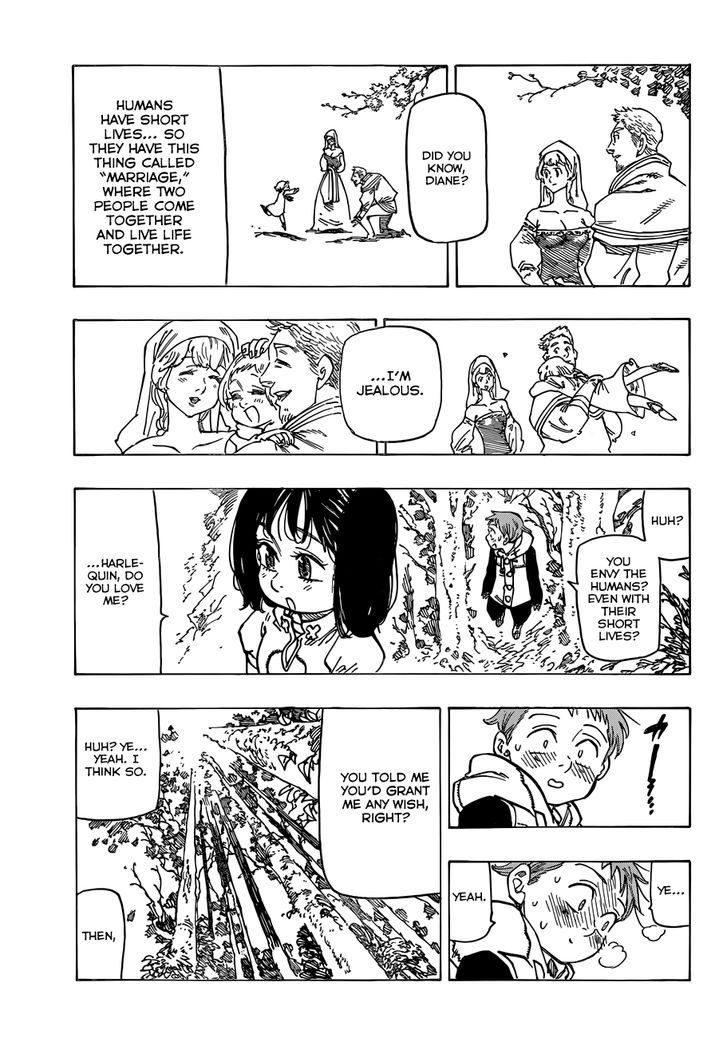 DID YOU
KNOW,
DIANE?
HUMANS
HAVE SHORT
LIVES... SO
THEY HAVE THIS
THING CALLED
“MARRIAGE,”
WHERE TWO
PEOPLE COME
TOGETHER
AND LIVE LIFE
TOGETHER.
...I'M
JEALOUS.
HUH?
YOU
ENVY THE
HUMANS?
EVEN WITH
THEIR
SHORT
LIVES?
...HARLE-
QUIN, DO
YOU LOVE
ME?
YE...
YEAH.
YOU TOLD ME
YOU'D GRANT
ME ANY WISH,
RIGHT?
HUH? YE...
YEAH. I
THINK SO.
THEN,